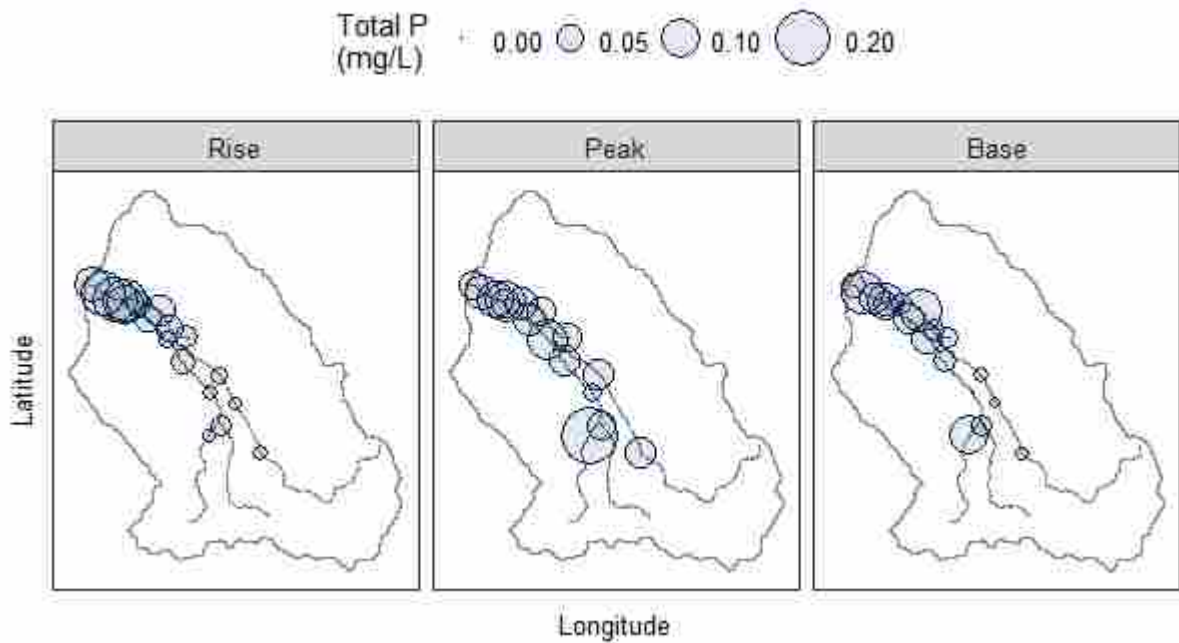 Total P
(mg/L)
0.00 0.05 0.10 0.20
Rise Peak Base
Latitude
Longitude